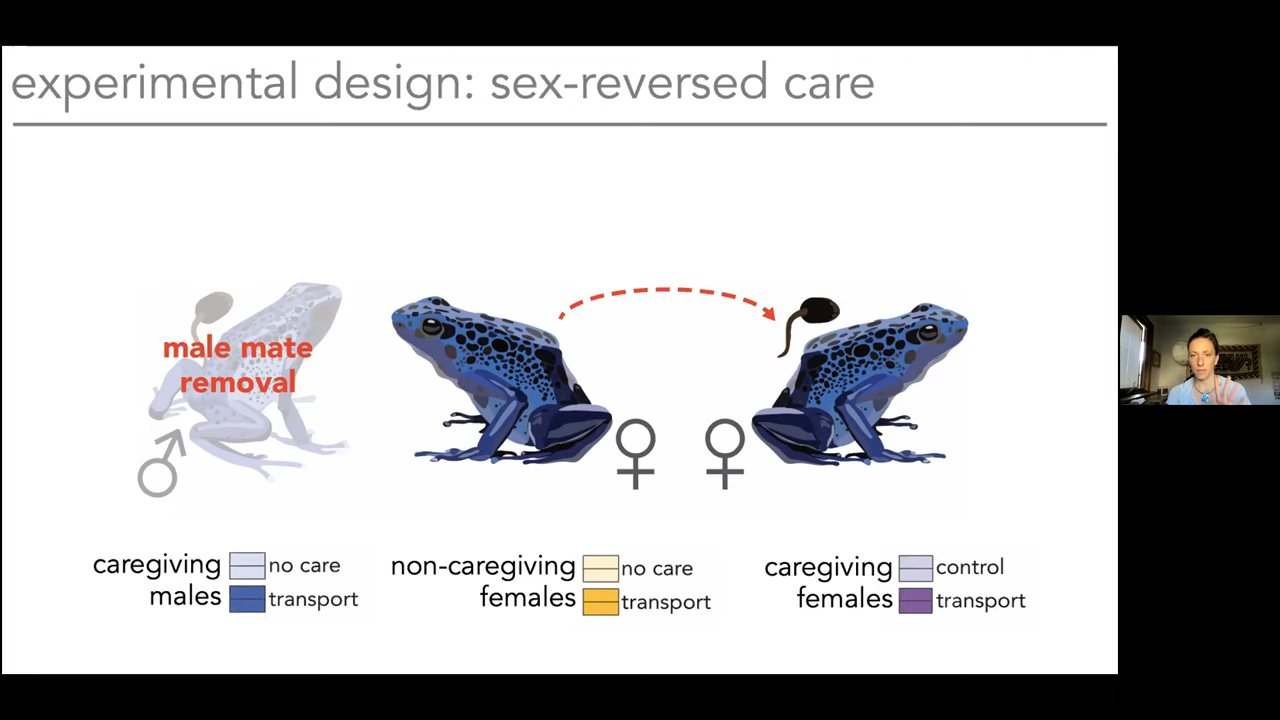 experimental design: sex-reversed care
male mate
removal
caregiving
males
no care
transport
non-caregiving
females
no care
transport
caregiving
females
control
transport